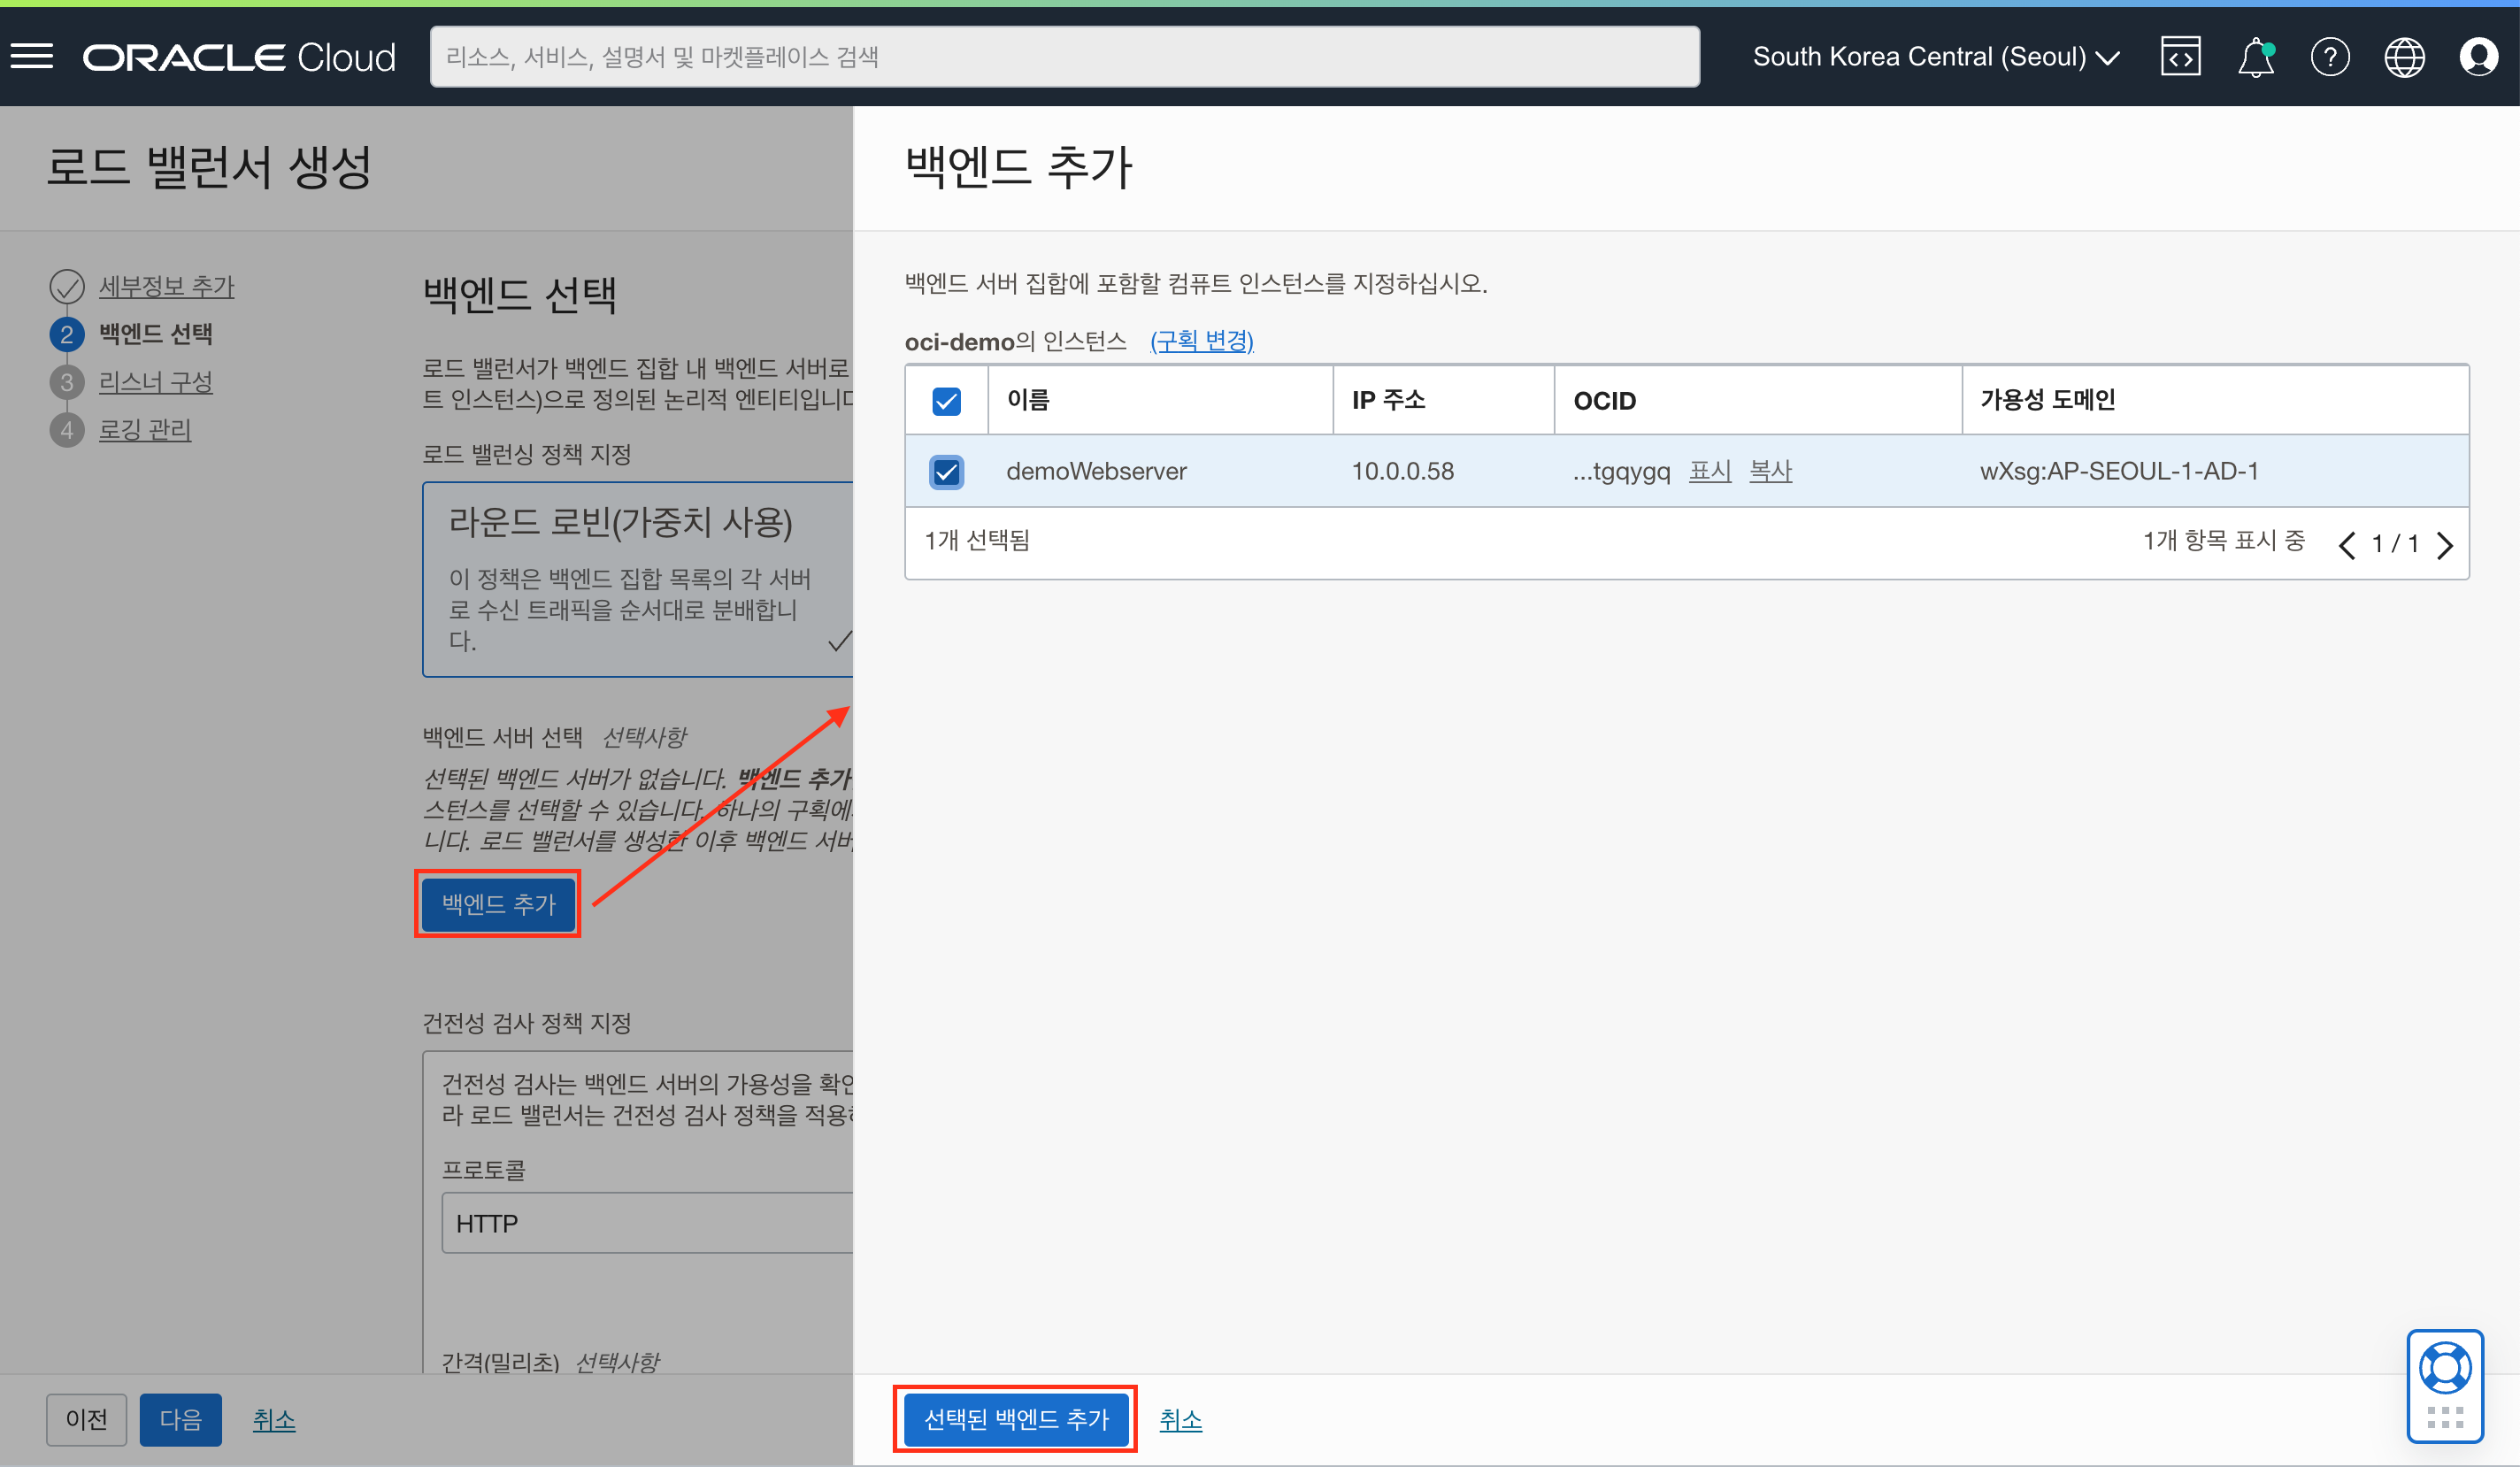 ORACLE Cloud
리소스, 서비스, 설명서 및 마켓플레이스 검색
South Korea Central (Seoul)
로드 밸런서 생성
세부정보 추가
2 백엔드 선택
3 리스너 구성
4 로깅 관리
백엔드 선택
로드 밸런서가 백엔드 집합 내 백엔드 서버로
트 인스턴스)으로 정의된 논리적 엔티티입니다
로드 밸런싱 정책 지정
라운드 로빈(가중치 사용)
이 정책은 백엔드 집합 목록의 각 서버
로 수신 트래픽을 순서대로 분배합니
다.
백엔드 서버 선택 선택사항
선택된 백엔드 서버가 없습니다. 백엔드 추가
스턴스를 선택할 수 있습니다. 하나의 구획에
니다. 로드 밸런서를 생성한 이후 백엔드 서버
백엔드 추가
건전성 검사 정책 지정
건전성 검사는 백엔드 서버의 가용성을 확인
라 로드 밸런서는 건전성 검사 정책을 적용하
프로토콜
HTTP
간격(밀리초) 선택사항
이전
다음
취소
백엔드 추가
백엔드 서버 집합에 포함할 컴퓨트 인스턴스를 지정하십시오.
oci-demo의 인스턴스 (구획 변경)
이름 IP 주소 OCID 가용성 도메인
demoWebserver 10.0.0.58 ...tgqygq 표시 복사 wXsg:AP-SEOUL-1-AD-1
1개 선택됨 1개 항목 표시 중 1 / 1
선택된 백엔드 추가
취소